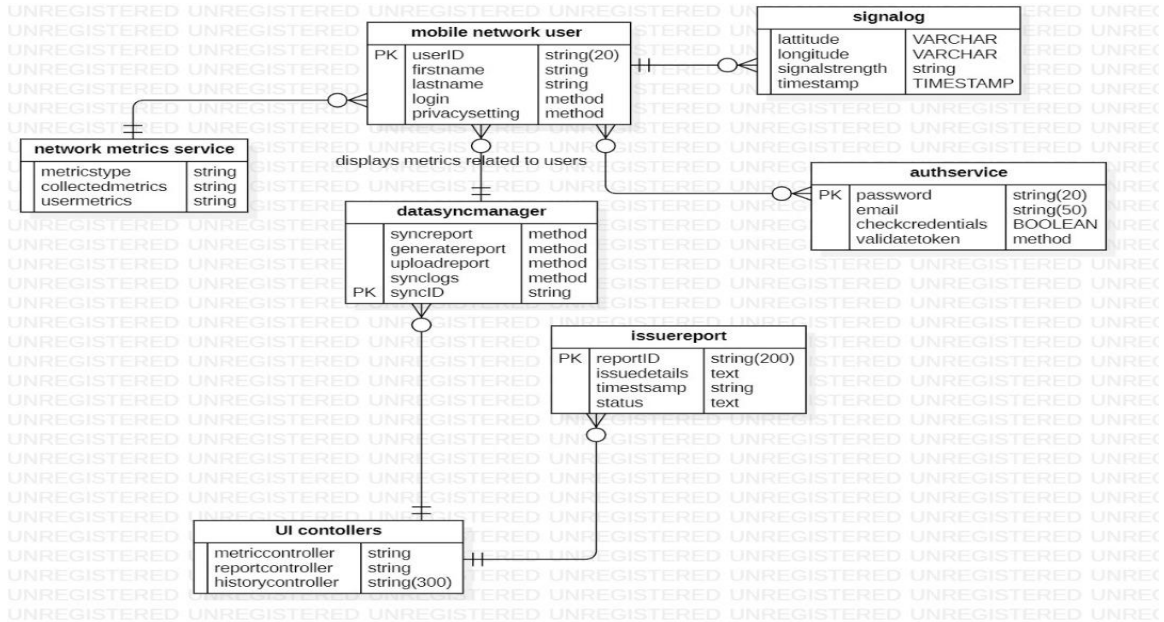 signalog
lattitude VARCHAR
longitude VARCHAR
signalstrength string
timestamp TIMESTAMP
mobile network user
PK userID string(20)
firstname string
lastname string
login method
privacysetting method
network metrics service
metricstype string
collectedmetrics string
usermetrics string
displays metrics related to users
authservice
PK password string(20)
email string(50)
checkcredentials BOOLEAN
validatetoken method
datasyncmanager
syncreport method
generatereport method
uploadreport method
synclogs method
PK syncID string
issuereport
PK reportID string(200)
issuedetails text
timestsamp string
status text
UI contollers
metriccontroller string
reportcontroller string
historycontroller string(300)
UNREGISTERED